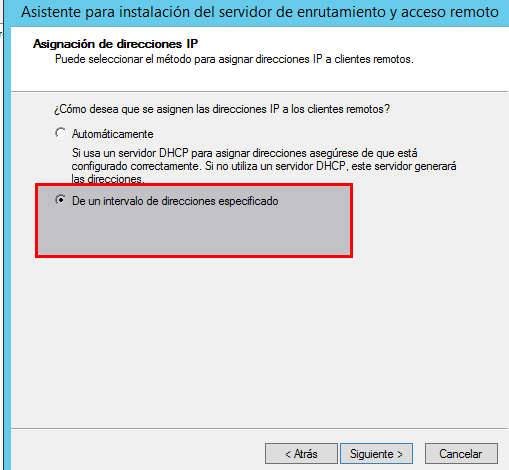 Asistente para instalación del servidor de enrutamiento y acceso remoto
Asignación de direcciones IP
Puede seleccionar el método para asignar direcciones IP a clientes remotos.
¿Cómo desea que se asignen las direcciones IP a los clientes remotos?
Automáticamente
Si usa un servidor DHCP para asignar direcciones asegúrese de que está
configurado correctamente. Si no utiliza un servidor DHCP, este servidor generará
las direcciones.
De un intervalo de direcciones especificado
< Atrás Siguiente > Cancelar